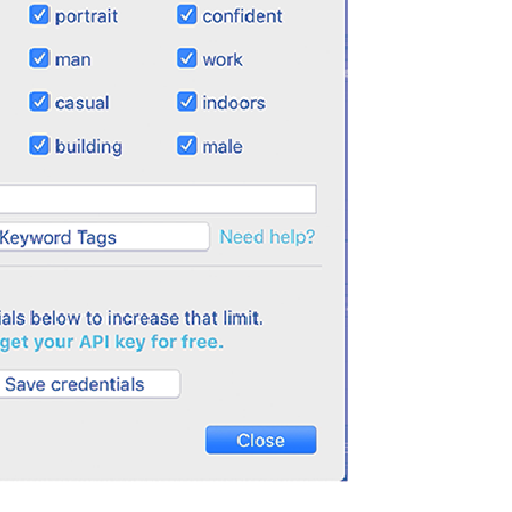 portrait confident
man work
casual indoors
building male
Keyword Tags Need help?
ials below to increase that limit.
get your API key for free.
Save credentials
Close